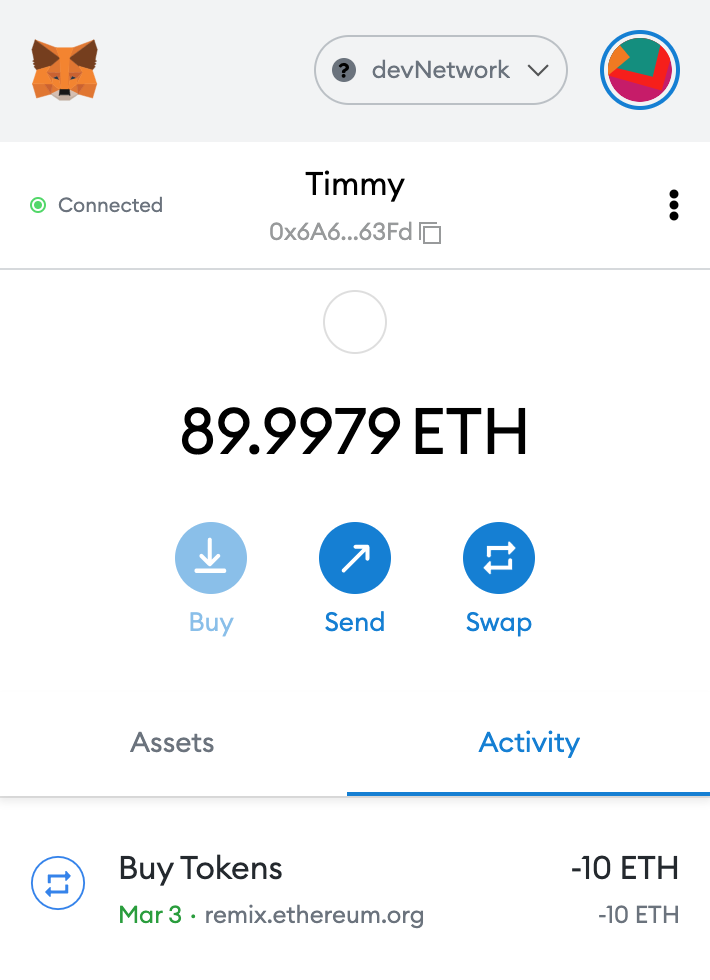 ? devNetwork
Timmy
Connected
0x6A6...63Fd
89.9979 ETH
Buy Send Swap
Assets Activity
Buy Tokens -10 ETH
Mar 3 · remix.ethereum.org -10 ETH